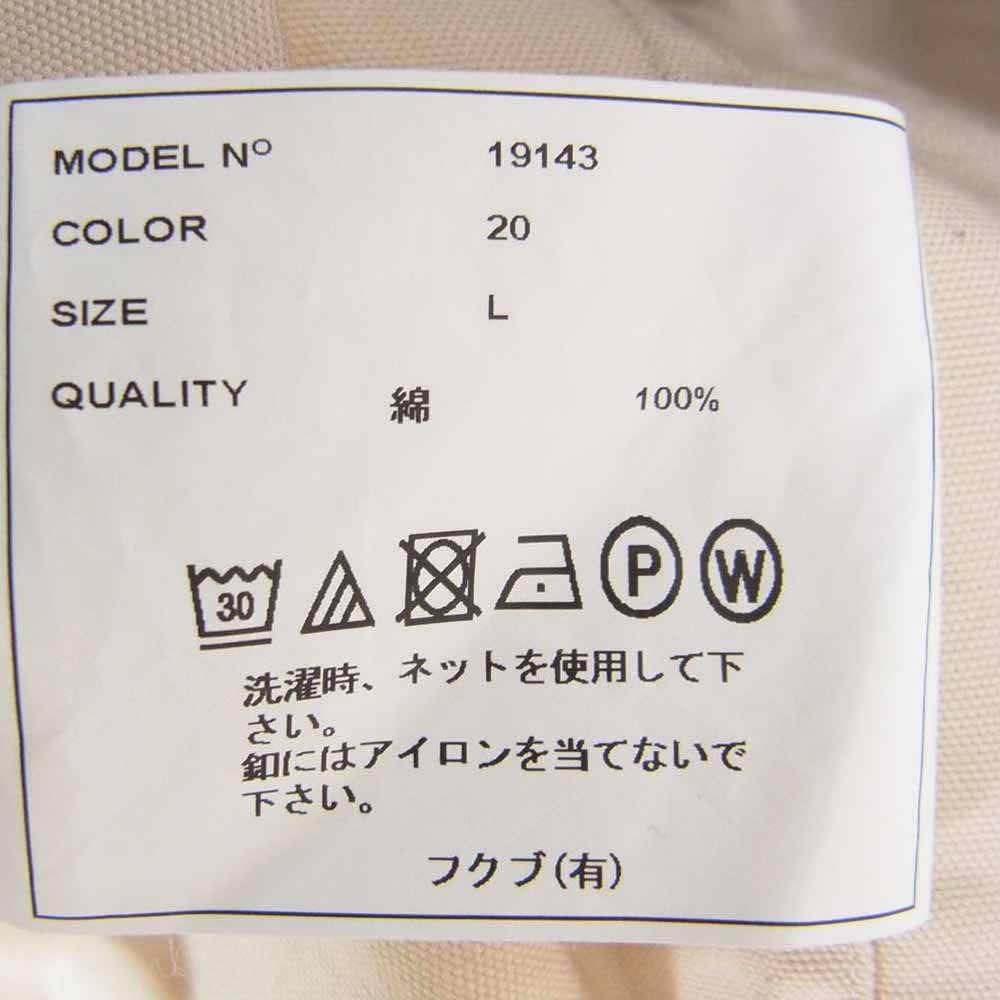 MODEL Nº 19143
COLOR 20
SIZE L
QUALITY 綿 100%
30 P W
洗濯時、ネットを使用して下
さい。
釦にはアイロンを当てないで
下さい。
フクブ(有)